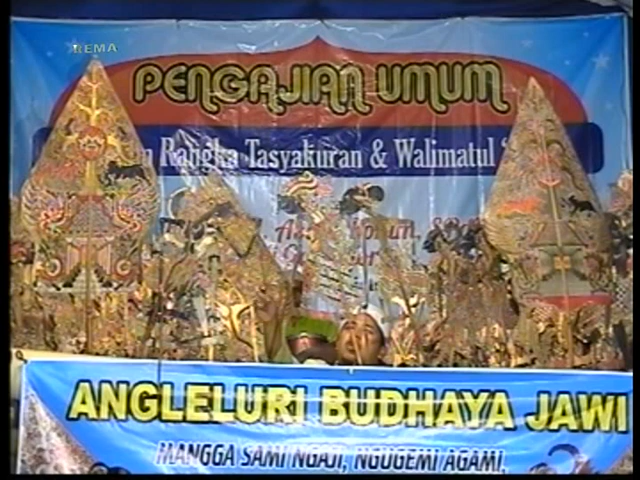 REMA
PENGAJIAN UMUM
Rangka Tasyakuran & Walimatul
ANGLELURI BUDHAYA JAWI
MANGGA SAMI NGAJI, NGUGEMI AGAMI,